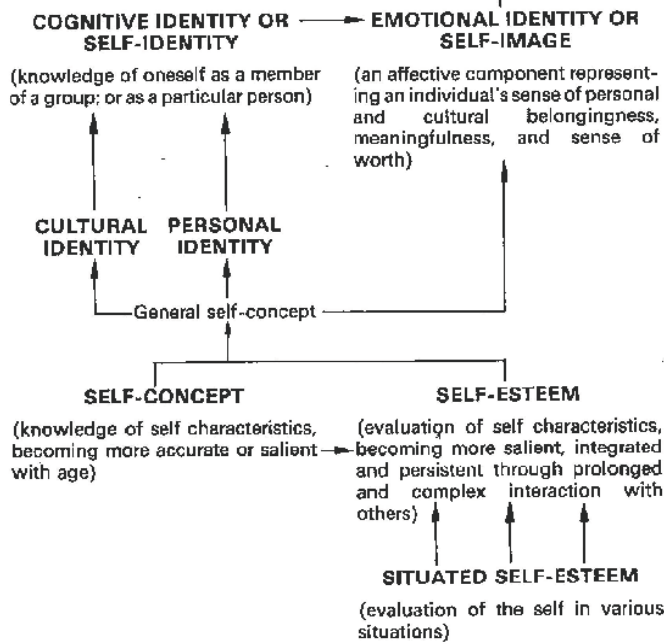 COGNITIVE IDENTITY OR
SELF-IDENTITY
(knowledge of oneself as a member
of a group; or as a particular person)
EMOTIONAL IDENTITY OR
SELF-IMAGE
(an affective component represent-
ing an individual's sense of personal
and cultural belongingness,
meaningfulness, and sense of
worth)
CULTURAL
IDENTITY
PERSONAL
IDENTITY
General self-concept
SELF-CONCEPT
(knowledge of self characteristics,
becoming more accurate or salient
with age)
SELF-ESTEEM
(evaluation of self characteristics,
becoming more salient, integrated
and persistent through prolonged
and complex interaction with
others)
SITUATED SELF-ESTEEM
(evaluation of the self in various
situations)